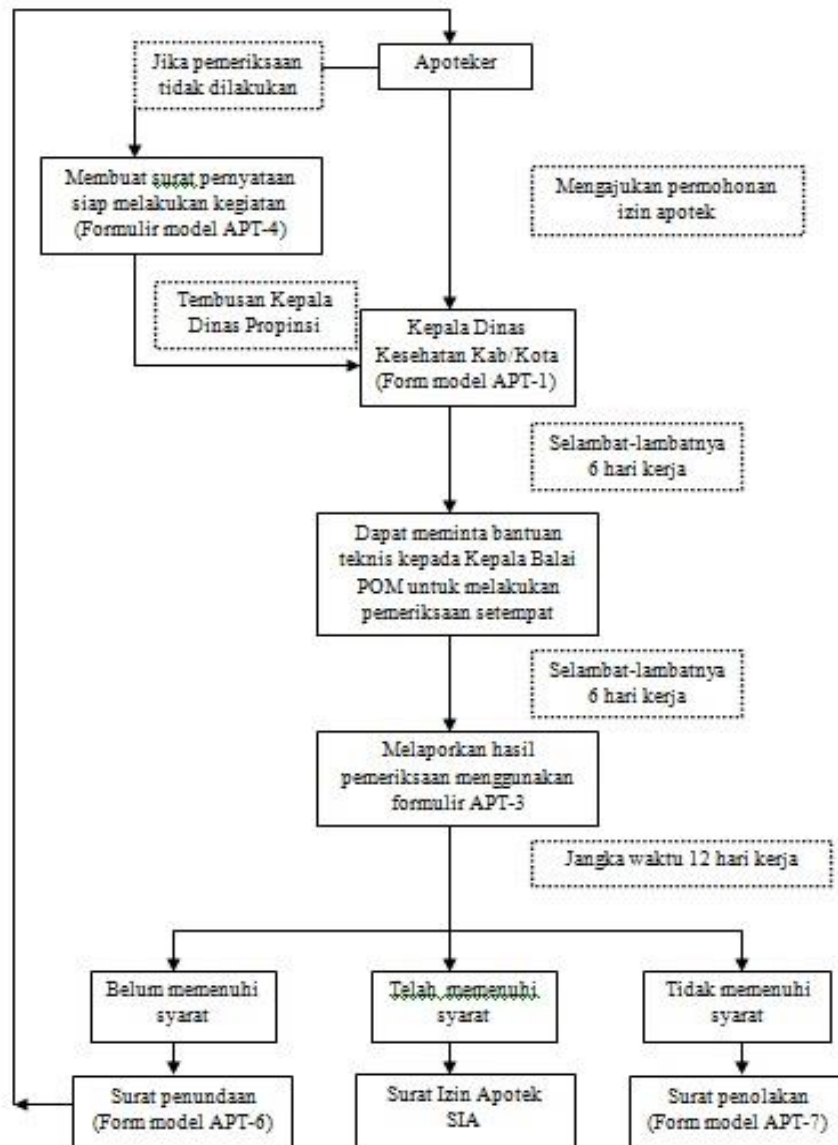 Jika pemeriksaan
tidak dilakukan
Apoteker
Membuat surat pernyataan
siap melakukan kegiatan
(Formulir model APT-4)
Mengajukan permohonan
izin apotek
Tembusan Kepala
Dinas Propinsi
Kepala Dinas
Kesehatan Kab/Kota
(Form model APT-1)
Selambat-lambatnya
6 hari kerja
Dapat meminta bantuan
teknis kepada Kepala Balai
POM untuk melakukan
pemeriksaan setempat
Selambat-lambatnya
6 hari kerja
Melaporkan hasil
pemeriksaan menggunakan
formulir APT-3
Jangka waktu 12 hari kerja
Belum memenuhi
syarat
Telah memenuhi
syarat
Tidak memenuhi
syarat
Surat penundaan
(Form model APT-6)
Surat Izin Apotek
SIA
Surat penolakan
(Form model APT-7)